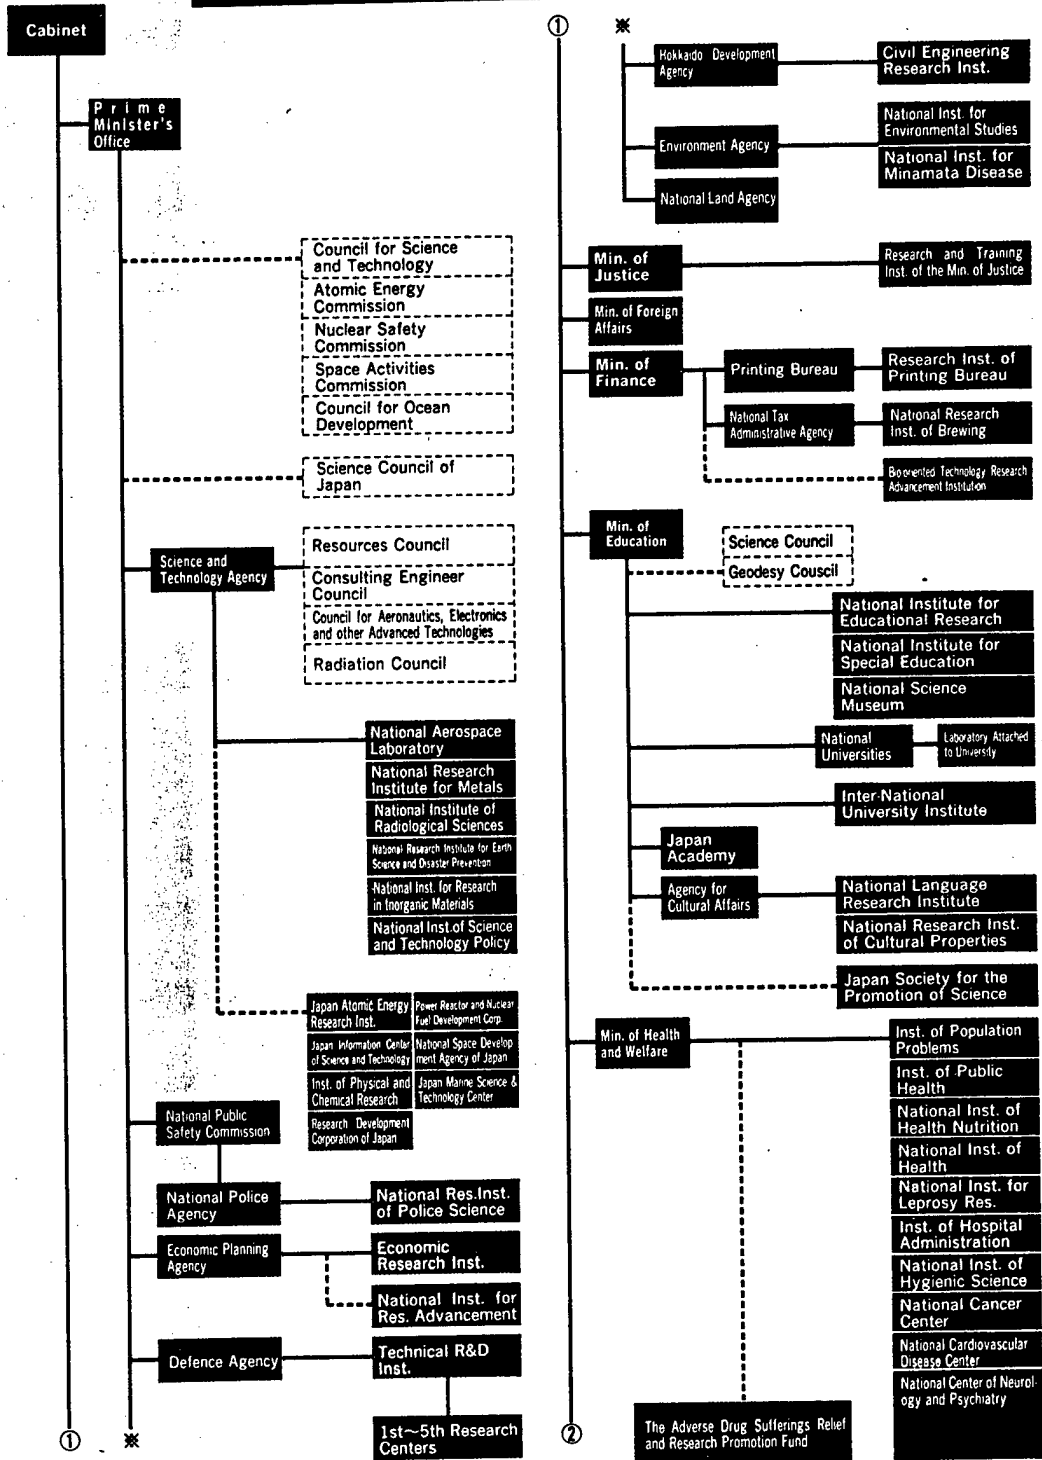 Cabinet
Prime
Minister's
Office
Council for Science
and Technology
Atomic Energy
Commission
Nuclear Safety
Commission
Space Activities
Commission
Council for Ocean
Development
Science Council of
Japan
Science and
Technology Agency
Resources Council
Consulting Engineer
Council
Council for Aeronautics, Electronics
and other Advanced Technologies
Radiation Council
National Aerospace
Laboratory
National Research
Institute for Metals
National Institute of
Radiological Sciences
National Research Institute for Earth
Science and Disaster Prevention
National Inst. for Research
in Inorganic Materials
National Inst.of Science
and Technology Policy
Japan Atomic Energy
Research Inst.
Power Reactor and Nuclear
Fuel Development Corp.
Japan Information Center
of Science and Technology
National Space Develop
ment Agency of Japan
Inst. of Physical and
Chemical Research
Japan Marine Science &
Technology Center
Research Development
Corporation of Japan
National Public
Safety Commission
National Police
Agency
National Res.Inst.
of Police Science
Economic Planning
Agency
Economic
Research Inst.
National Inst. for
Res. Advancement
Defence Agency
Technical R&D
Inst.
1st~5th Research
Centers
①
※
①
※
Hokkaido Development
Agency
Civil Engineering
Research Inst.
Environment Agency
National Inst. for
Environmental Studies
National Inst. for
Minamata Disease
National Land Agency
Min. of
Justice
Research and Training
Inst. of the Min. of Justice
Min. of Foreign
Affairs
Min. of
Finance
Printing Bureau
Research Inst. of
Printing Bureau
National Tax
Administrative Agency
National Research
Inst. of Brewing
Bio oriented Technology Research
Advancement Institution
Min. of
Education
Science Council
Geodesy Couscil
National Institute for
Educational Research
National Institute for
Special Education
National Science
Museum
National
Universities
Laboratory Attached
to University
Inter-National
University Institute
Japan
Academy
Agency for
Cultural Affairs
National Language
Research Institute
National Research Inst.
of Cultural Properties
Japan Society for the
Promotion of Science
Min. of Health
and Welfare
Inst. of Population
Problems
Inst. of Public
Health
National Inst. of
Health Nutrition
National Inst. of
Health
National Inst. for
Leprosy Res.
Inst. of Hospital
Administration
National Inst. of
Hygienic Science
National Cancer
Center
National Cardiovascular
Disease Center
National Center of Neurol-
ogy and Psychiatry
The Adverse Drug Sufferings Relief
and Research Promotion Fund
②